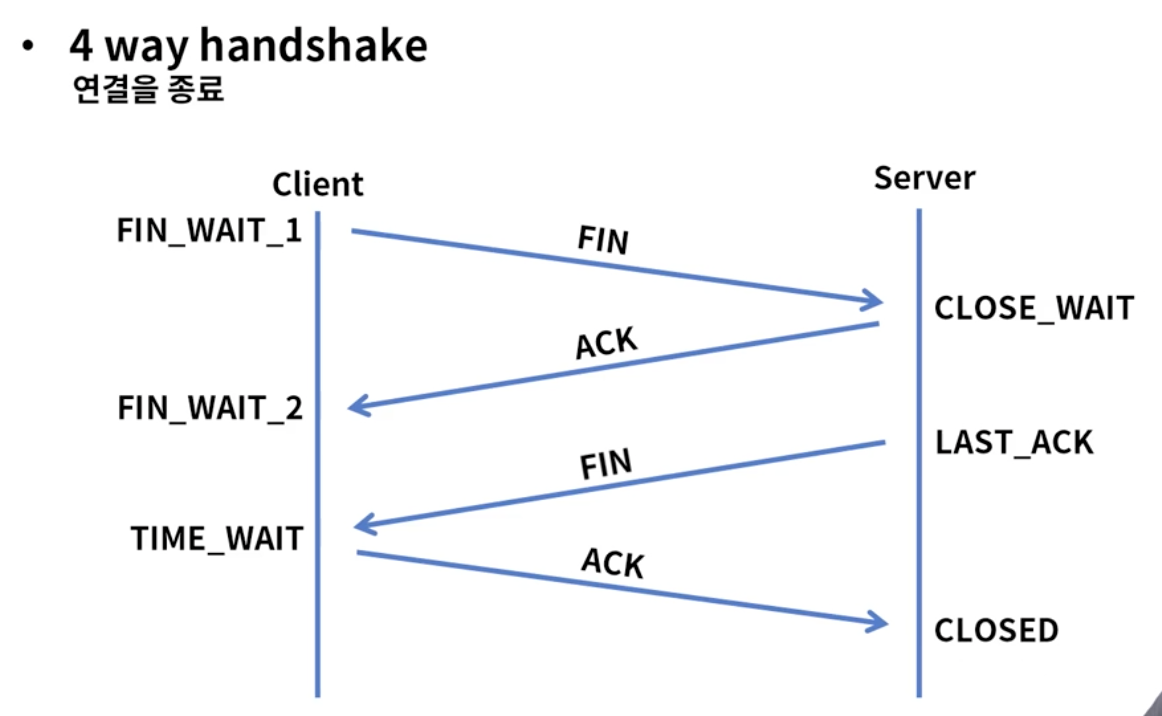 • 4 way handshake
연결을 종료
Client
Server
FIN_WAIT_1
FIN
CLOSE_WAIT
ACK
FIN_WAIT_2
LAST_ACK
FIN
TIME_WAIT
ACK
CLOSED